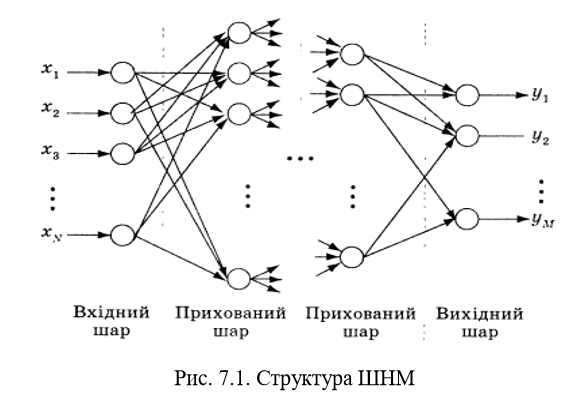 x1
x2
x3
xN
y1
y2
yM
Вхідний шар
Прихований шар
Прихований шар
Вихідний шар
Рис. 7.1. Структура ШНМ